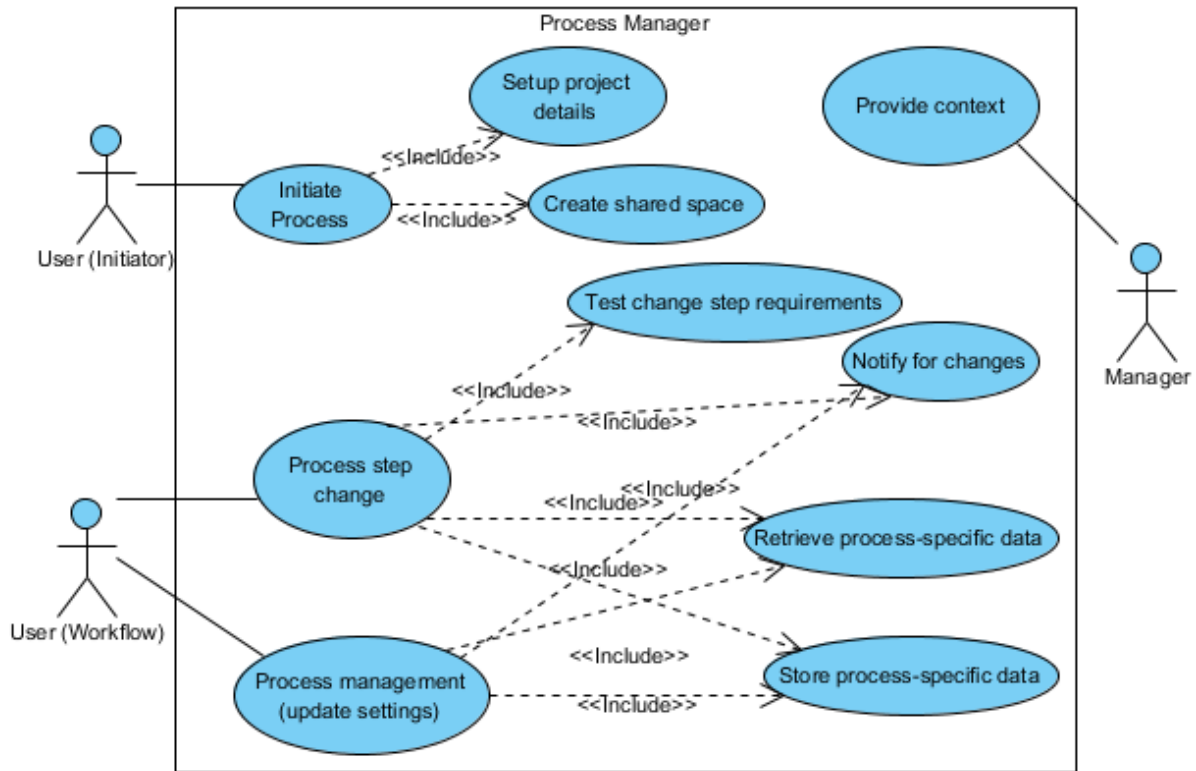 Process Manager
Setup project
details
Provide context
<<Include>>
Initiate
Process
<<Include>>
Create shared space
User (Initiator)
Test change step requirements
Notify for changes
Manager
<<Include>>
<<Include>>
Process step
change
<<Include>>
<<Include>>
Retrieve process-specific data
<<Include>>
User (Workflow)
<<Include>>
Process management
(update settings)
<<Include>>
Store process-specific data